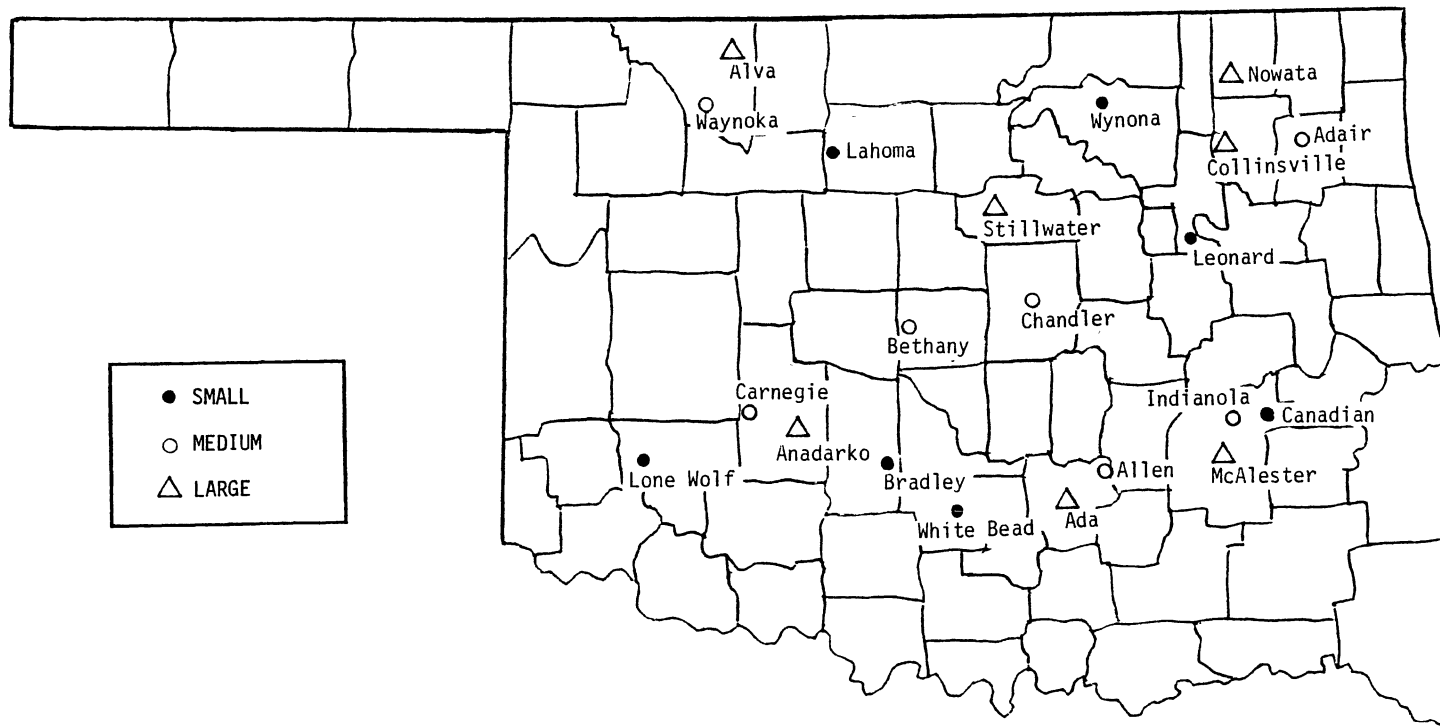 Alva
Nowata
Waynoka
Wynona
Adair
Lahoma
Collinsville
Stillwater
Leonard
Chandler
Bethany
Carnegie
Indianola
SMALL
Canadian
MEDIUM
Anadarko
Allen
McAlester
Lone Wolf
Bradley
LARGE
Ada
White Bead